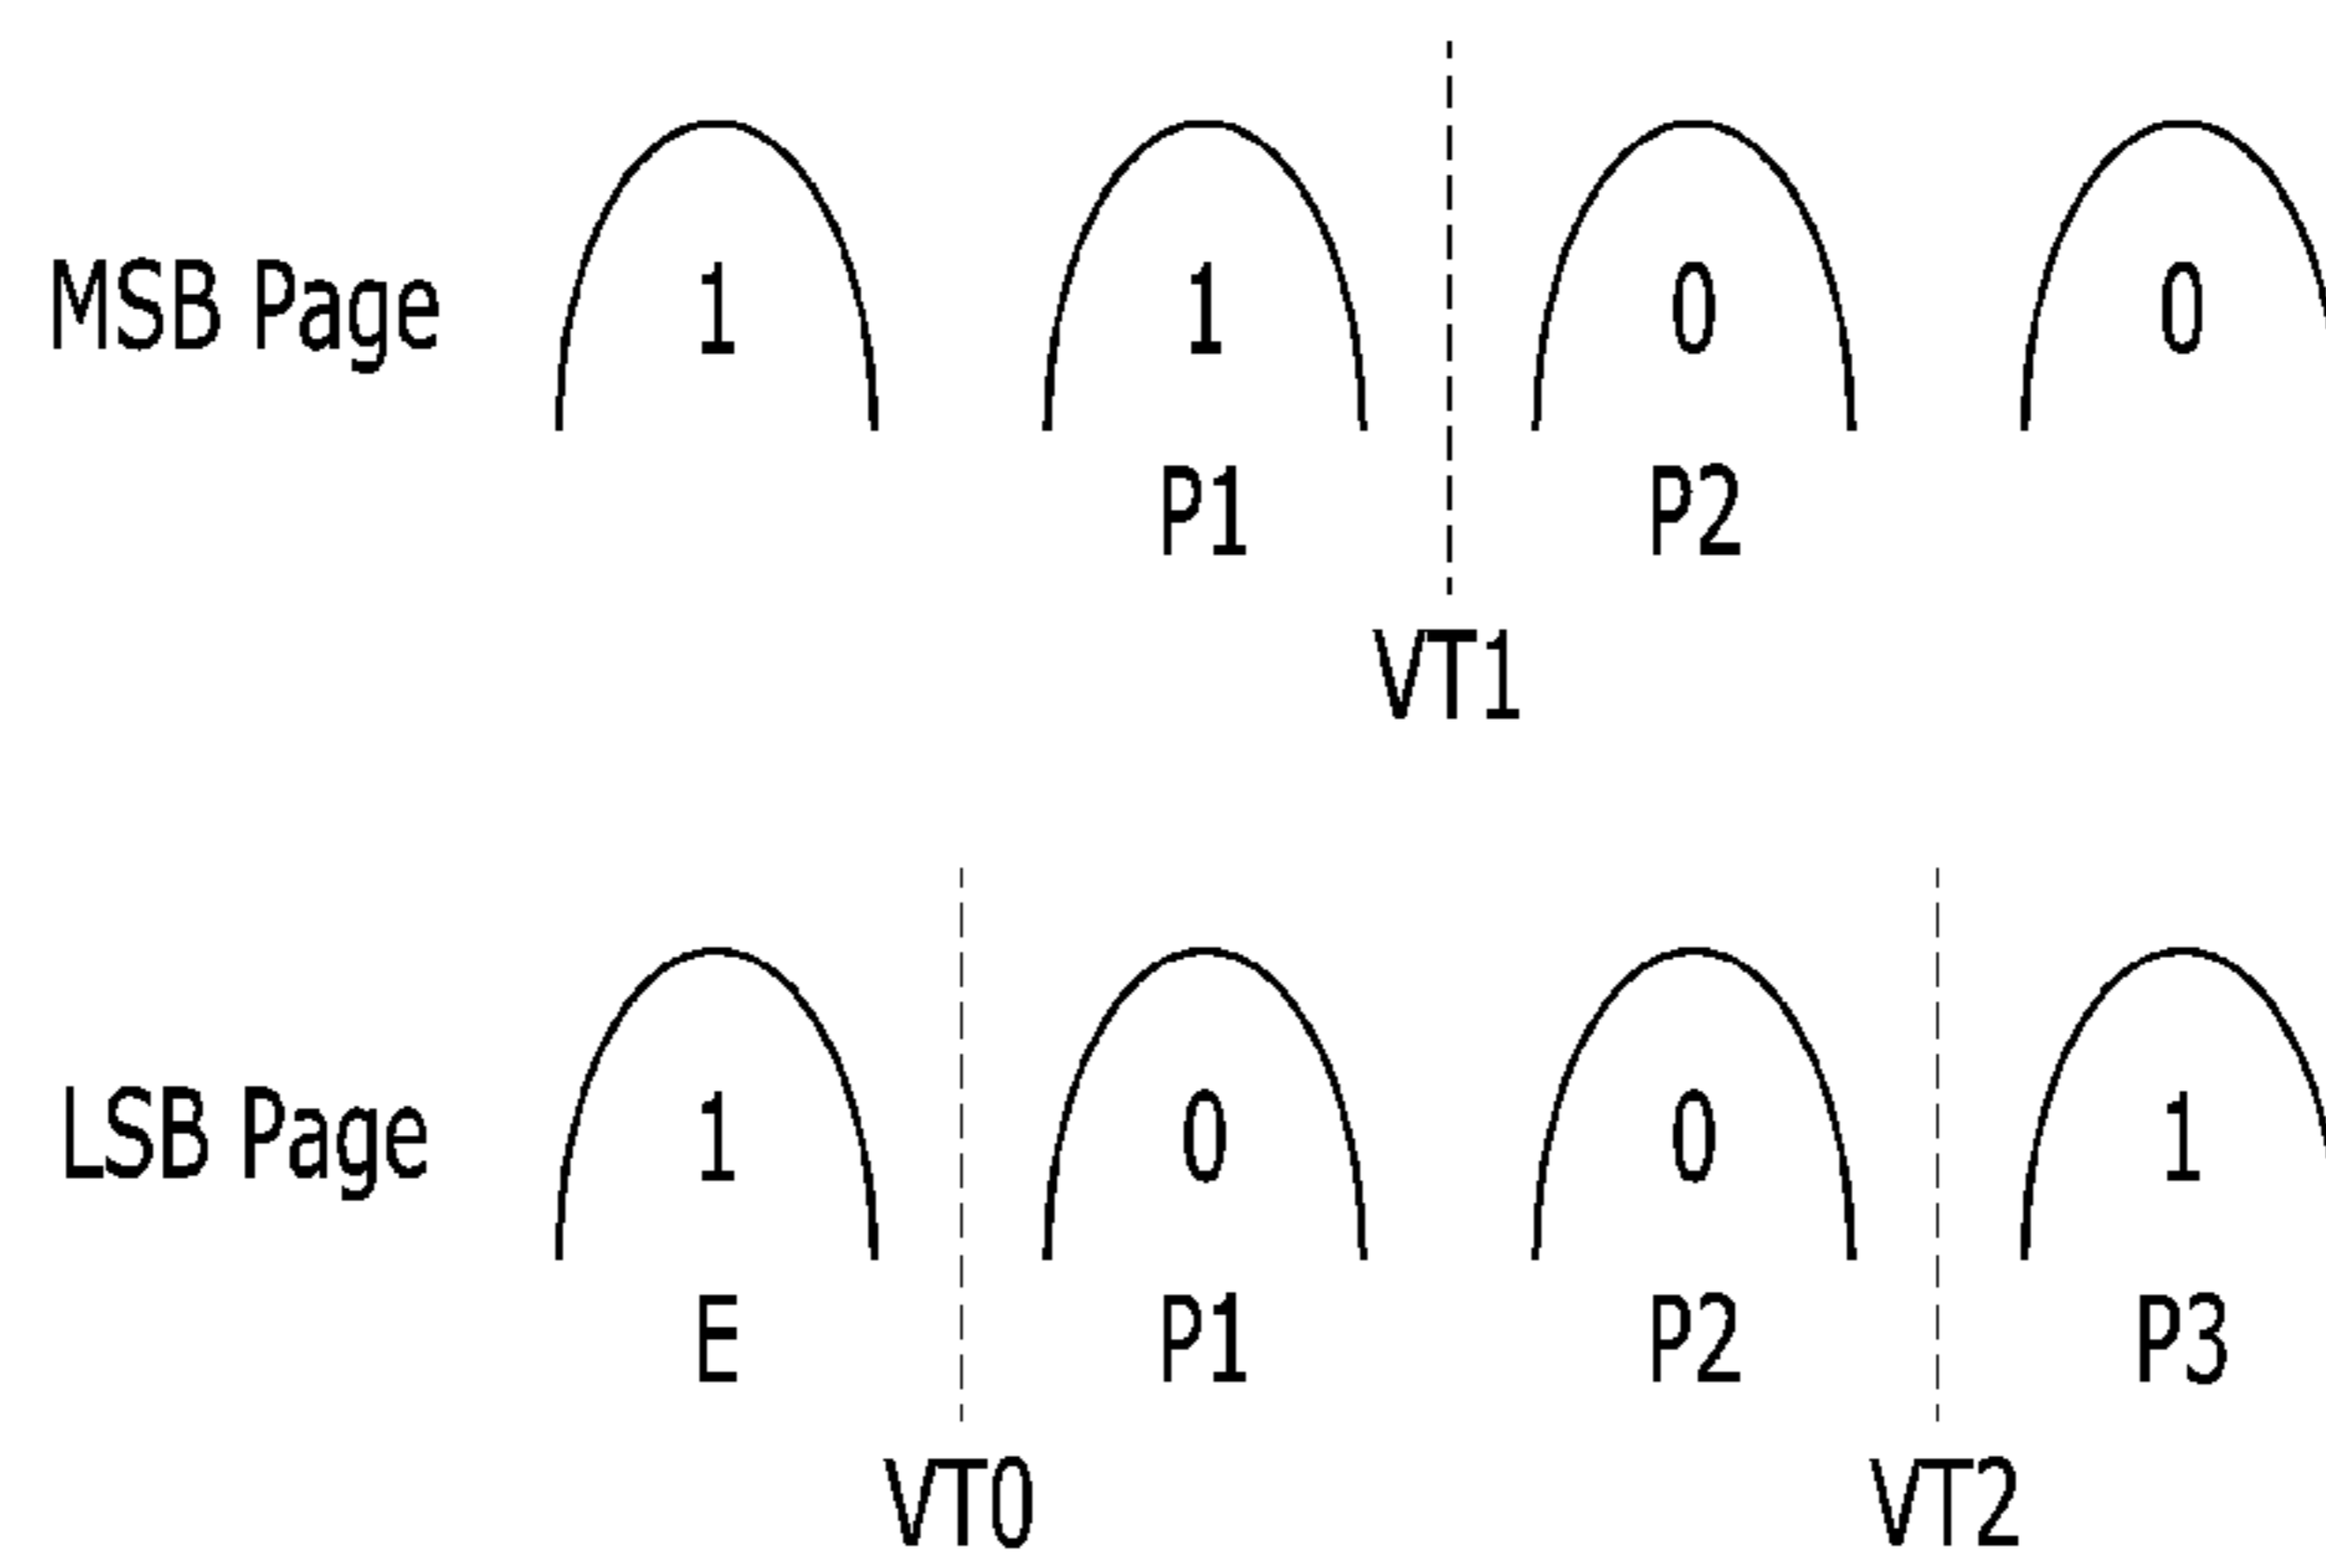 MSB Page 1 1 0 0
P1 P2
VT1
LSB Page 1 0 0 1
E P1 P2 P3
VT0 VT2